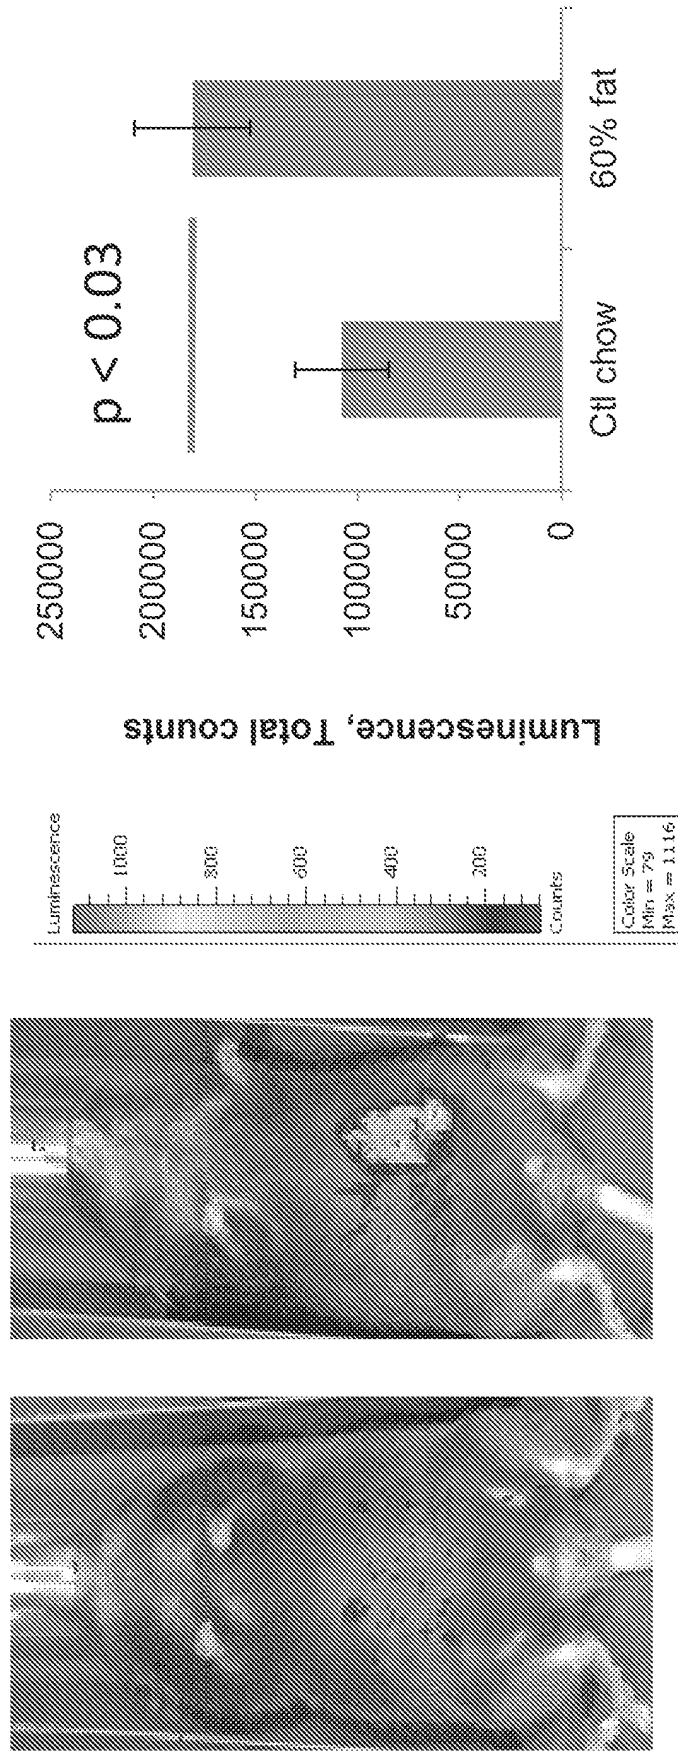 Luminescence
1000
800
600
400
200
Counts
Color Scale
Min = 79
Max = 1116
Luminescence, Total counts
250000
200000
150000
100000
50000
0
p < 0.03
Ctl chow
60% fat